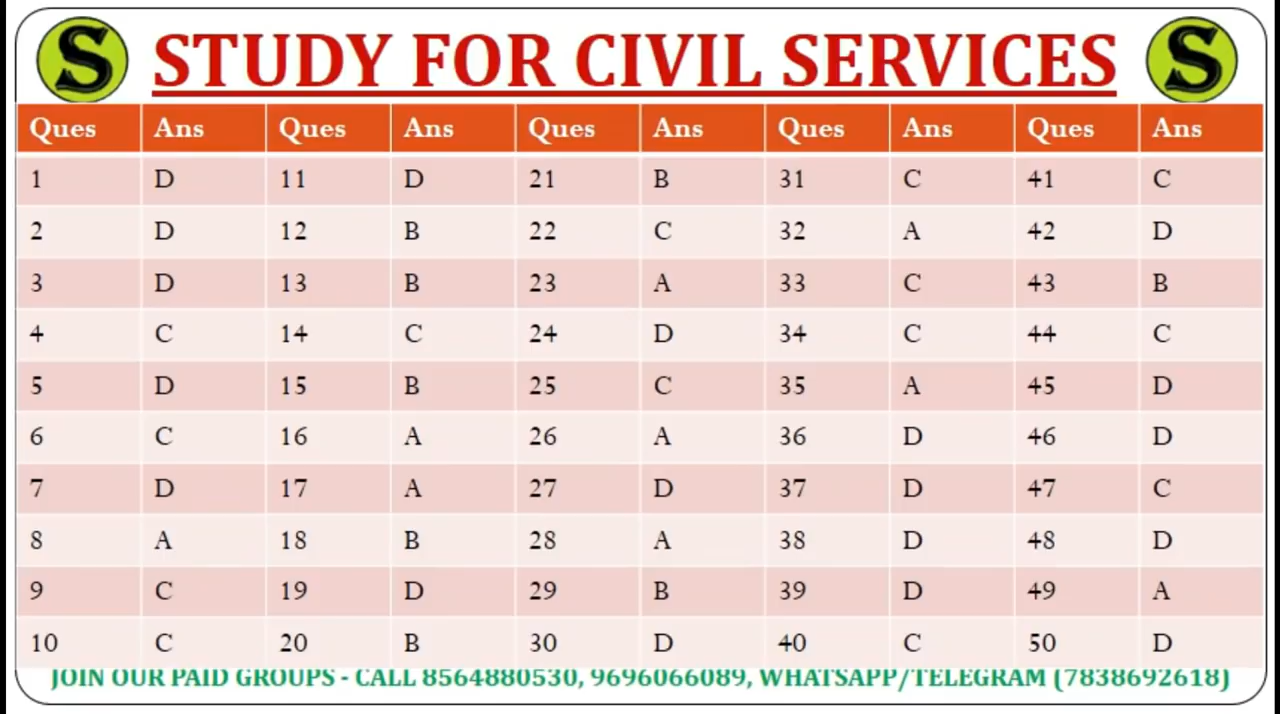 S STUDY FOR CIVIL SERVICES S
Ques Ans Ques Ans Ques Ans Ques Ans Ques Ans
1 D 11 D 21 B 31 C 41 C
2 D 12 B 22 C 32 A 42 D
3 D 13 B 23 A 33 C 43 B
4 C 14 C 24 D 34 C 44 C
5 D 15 B 25 C 35 A 45 D
6 C 16 A 26 A 36 D 46 D
7 D 17 A 27 D 37 D 47 C
8 A 18 B 28 A 38 D 48 D
9 C 19 D 29 B 39 D 49 A
10 C 20 B 30 D 40 C 50 D
JOIN OUR PAID GROUPS - CALL 8564880530, 9696066089, WHATSAPP/TELEGRAM (7838692618)